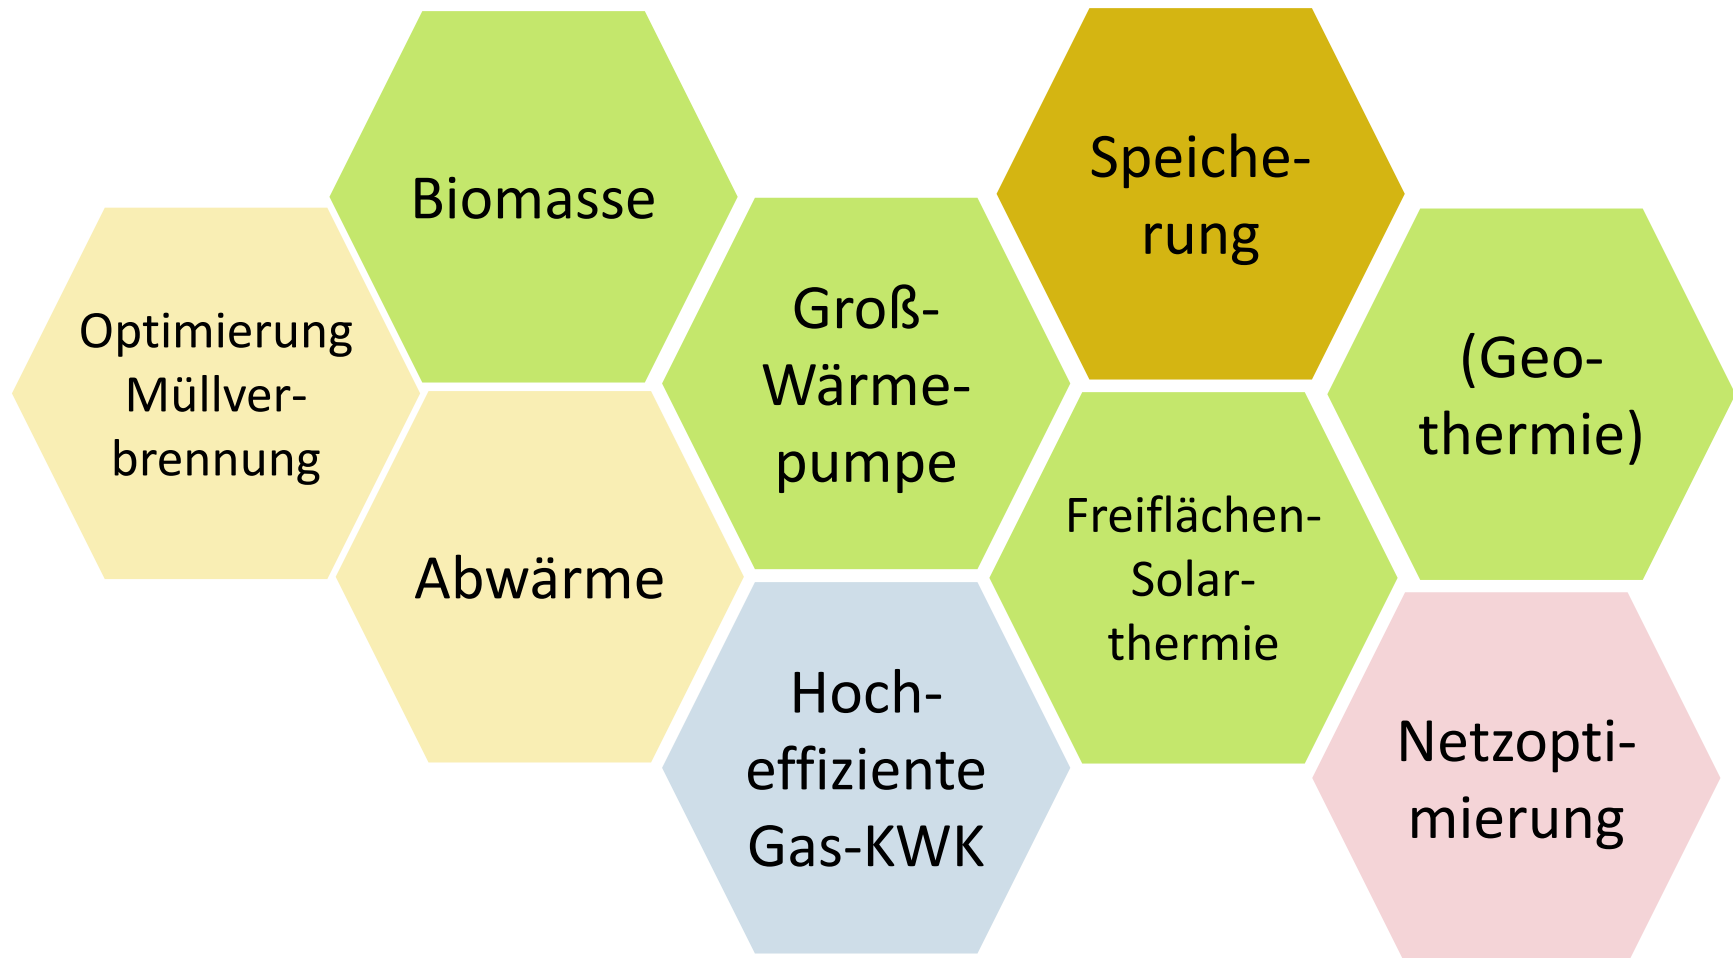 Optimierung
Müllver-
brennung
Biomasse
Abwärme
Groß-
Wärme-
pumpe
Hoch-
effiziente
Gas-KWK
Speiche-
rung
Freiflächen-
Solar-
thermie
(Geo-
thermie)
Netzopti-
mierung